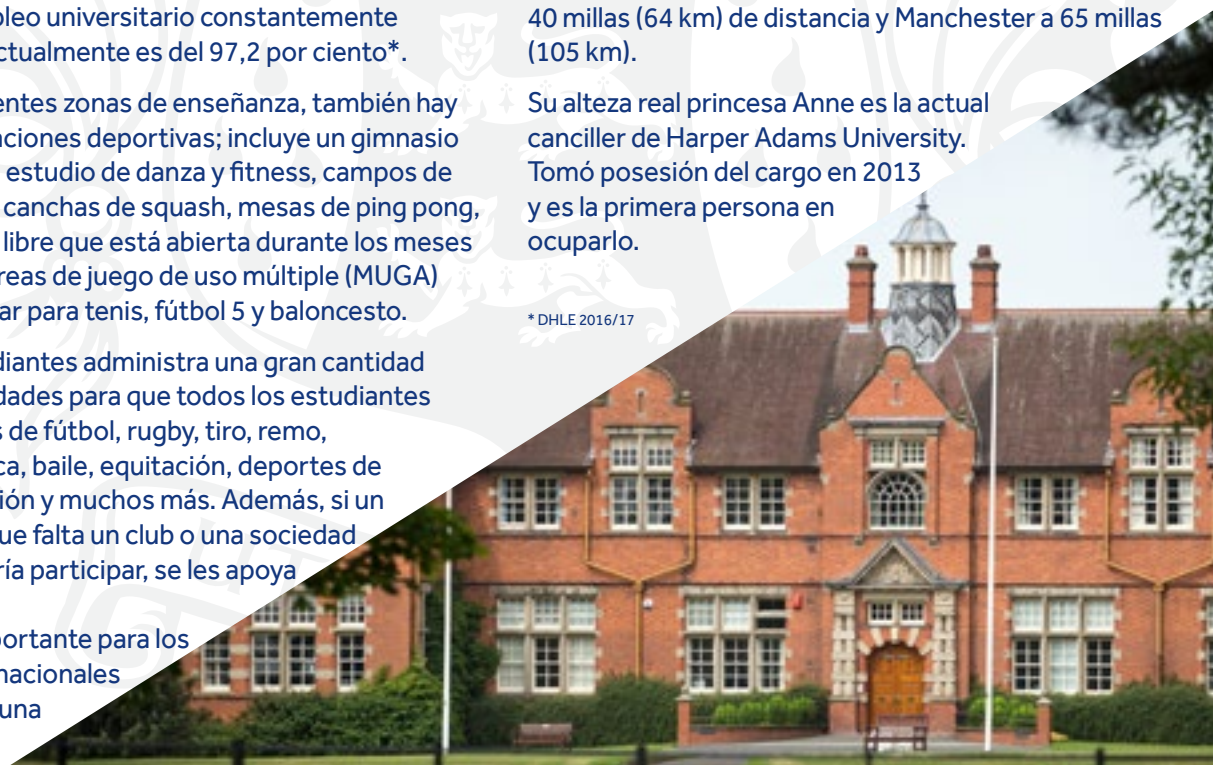 pleo universitario constantemente
ctualmente es del 97,2 por ciento*.
entes zonas de enseñanza, también hay
aciones deportivas; incluye un gimnasio
estudio de danza y fitness, campos de
canchas de squash, mesas de ping pong,
libre que está abierta durante los meses
reas de juego de uso múltiple (MUGA)
ar para tenis, fútbol 5 y baloncesto.
diantes administra una gran cantidad
dades para que todos los estudiantes
s de fútbol, rugby, tiro, remo,
ca, baile, equitación, deportes de
ión y muchos más. Además, si un
ue falta un club o una sociedad
ría participar, se les apoya
portante para los
nacionales
una
40 millas (64 km) de distancia y Manchester a 65 millas
(105 km).
Su alteza real princesa Anne es la actual
canciller de Harper Adams University.
Tomó posesión del cargo en 2013
y es la primera persona en
ocuparlo.
* DHLE 2016/17